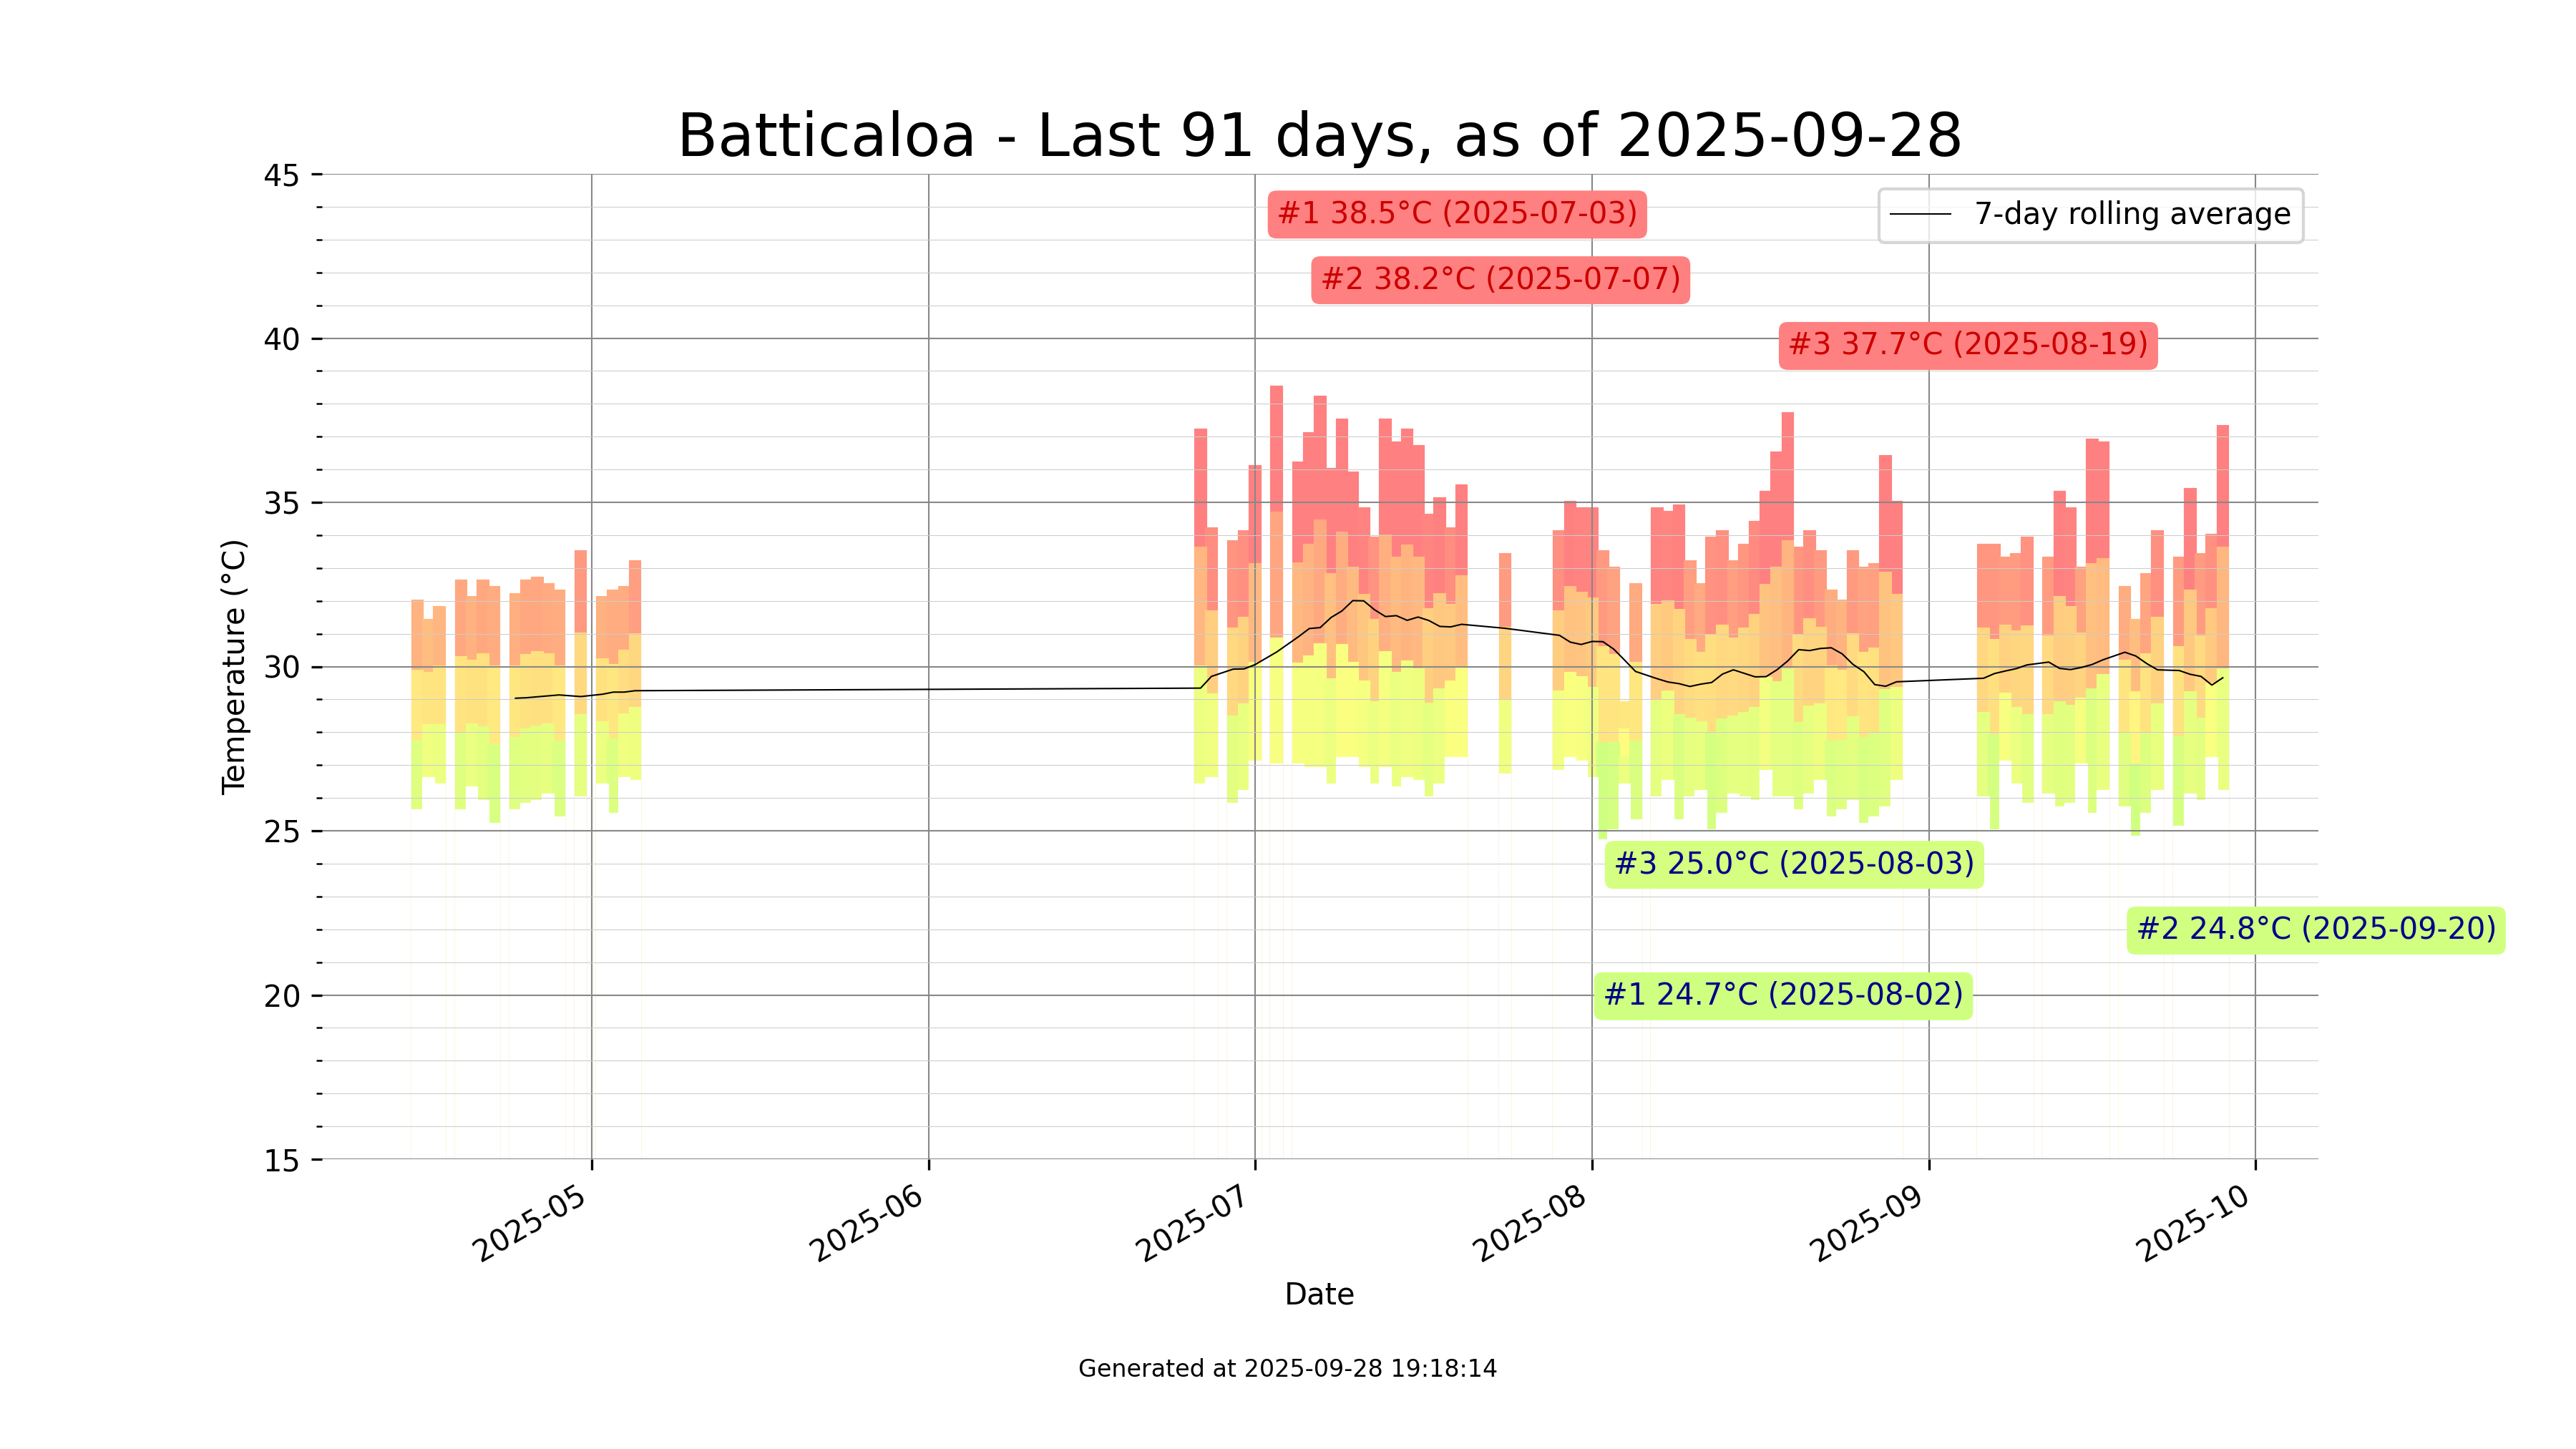 Batticaloa - Last 91 days, as of 2025-09-28
45
40
35
30
25
20
15
Temperature (°C)
7-day rolling average
#1 38.5°C (2025-07-03)
#2 38.2°C (2025-07-07)
#3 37.7°C (2025-08-19)
#3 25.0°C (2025-08-03)
#2 24.8°C (2025-09-20)
#1 24.7°C (2025-08-02)
2025-05
2025-06
2025-07
2025-08
2025-09
2025-10
Date
Generated at 2025-09-28 19:18:14